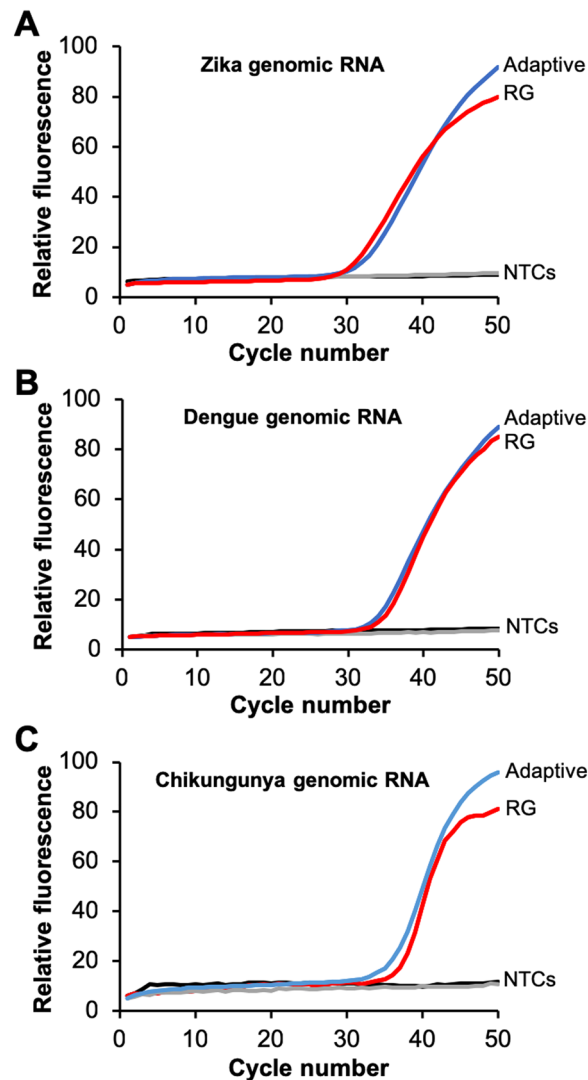 A
Zika genomic RNA
Relative fluorescence
100
80
60
40
20
0
Adaptive
RG
NTCs
0 10 20 30 40 50
Cycle number
B
Dengue genomic RNA
Relative fluorescence
100
80
60
40
20
0
Adaptive
RG
NTCs
0 10 20 30 40 50
Cycle number
C
Chikungunya genomic RNA
Relative fluorescence
100
80
60
40
20
0
Adaptive
RG
NTCs
0 10 20 30 40 50
Cycle number